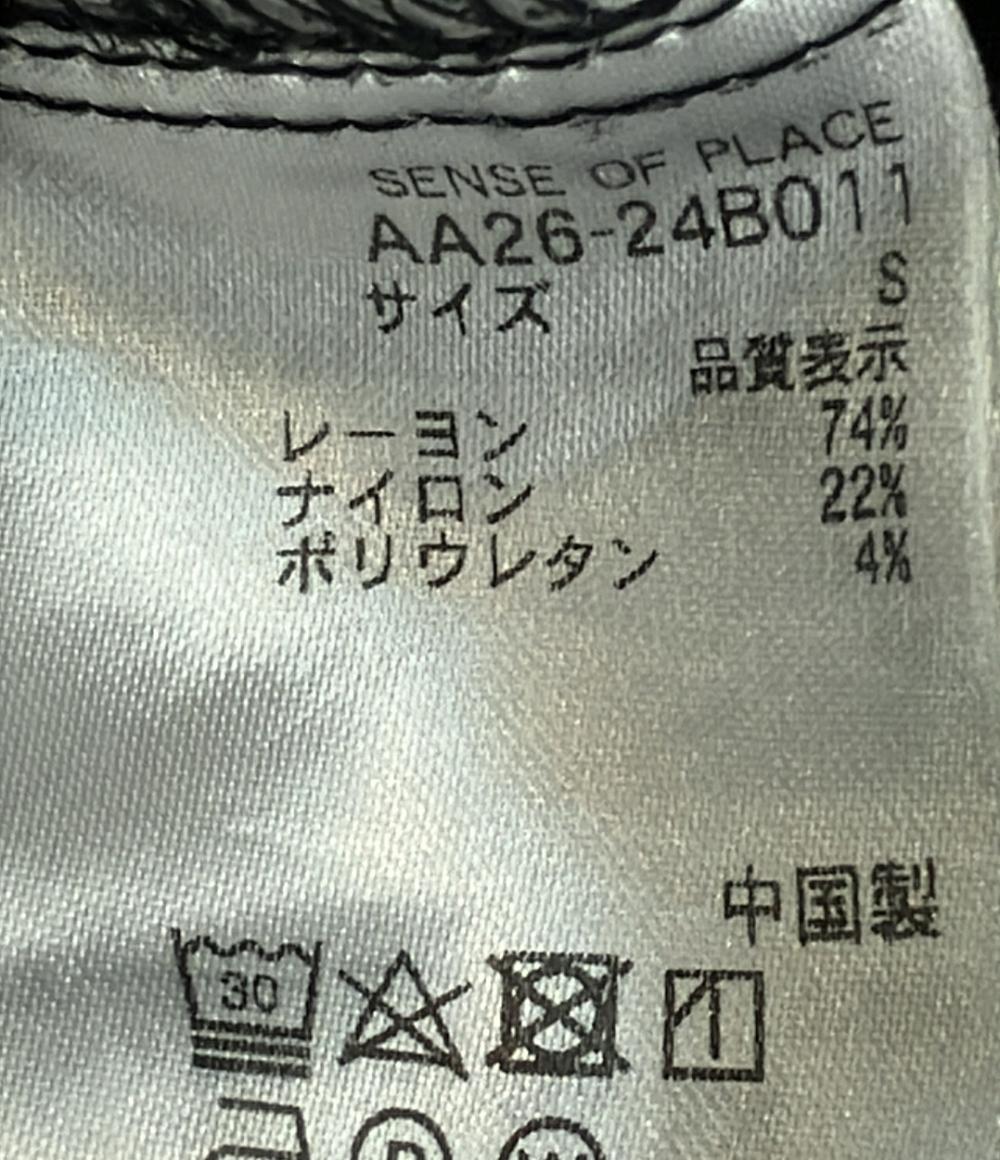 SENSE OF PLACE
AA26-24B011
サイズ S
品質表示
レーヨン 74%
ナイロン 22%
ポリウレタン 4%
中国製
30
P
W